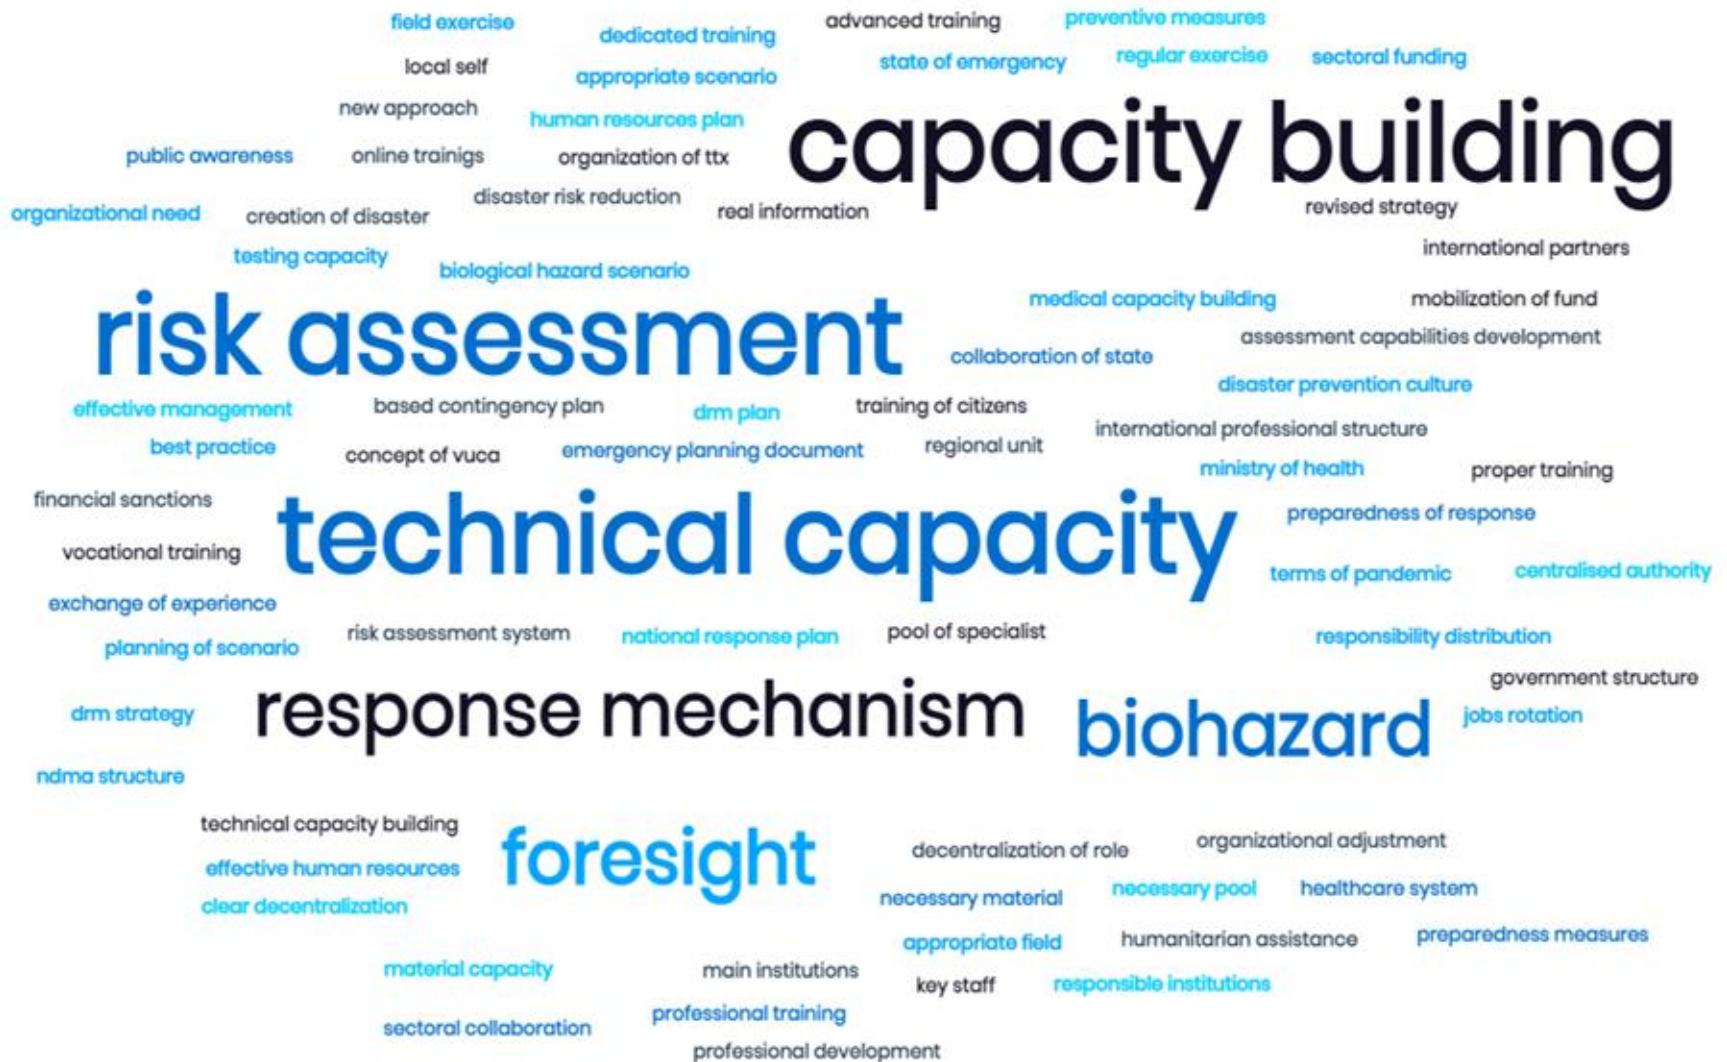 field exercise
dedicated training
advanced training
preventive measures
local self
appropriate scenario
state of emergency
regular exercise
sectoral funding
new approach
human resources plan
capacity building
public awareness
online trainigs
organization of ttx
disaster risk reduction
organizational need
creation of disaster
real information
revised strategy
testing capacity
biological hazard scenario
international partners
risk assessment
medical capacity building
mobilization of fund
collaboration of state
assessment capabilities development
disaster prevention culture
effective management
based contingency plan
drm plan
training of citizens
best practice
concept of vuca
emergency planning document
regional unit
international professional structure
ministry of health
proper training
financial sanctions
technical capacity
preparedness of response
vocational training
terms of pandemic
centralised authority
exchange of experience
planning of scenario
risk assessment system
national response plan
pool of specialist
responsibility distribution
government structure
drm strategy
response mechanism
biohazard
jobs rotation
ndma structure
technical capacity building
foresight
decentralization of role
organizational adjustment
effective human resources
necessary material
necessary pool
healthcare system
clear decentralization
appropriate field
humanitarian assistance
preparedness measures
material capacity
main institutions
key staff
responsible institutions
sectoral collaboration
professional training
professional development